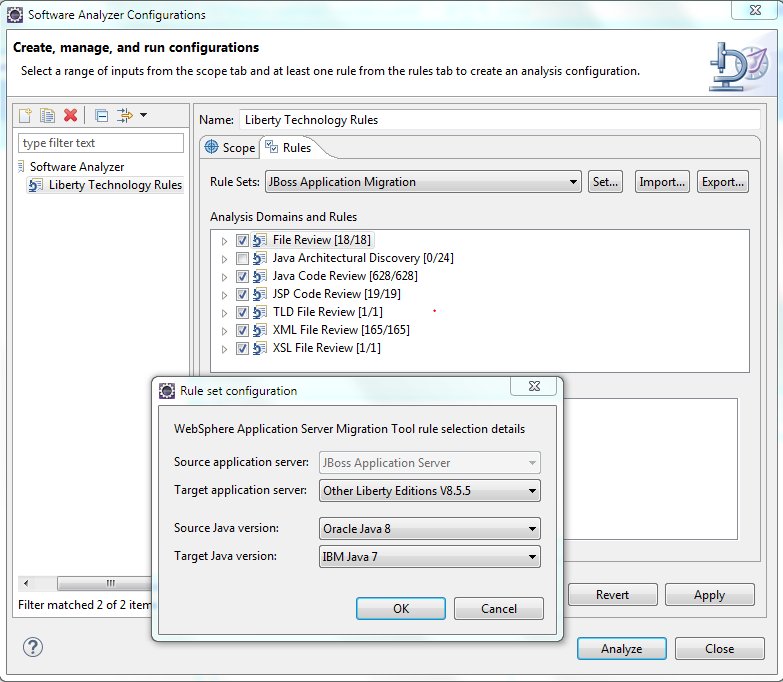 Software Analyzer Configurations
Create, manage, and run configurations
Select a range of inputs from the scope tab and at least one rule from the rules tab to create an analysis configuration.
type filter text
Software Analyzer
Liberty Technology Rules
Filter matched 2 of 2 item
Name: Liberty Technology Rules
Scope Rules
Rule Sets: JBoss Application Migration Set... Import... Export...
Analysis Domains and Rules
File Review [18/18]
Java Architectural Discovery [0/24]
Java Code Review [628/628]
JSP Code Review [19/19]
TLD File Review [1/1]
XML File Review [165/165]
XSL File Review [1/1]
Rule set configuration
WebSphere Application Server Migration Tool rule selection details
Source application server: JBoss Application Server
Target application server: Other Liberty Editions V8.5.5
Source Java version: Oracle Java 8
Target Java version: IBM Java 7
OK Cancel
Revert Apply
? Analyze Close